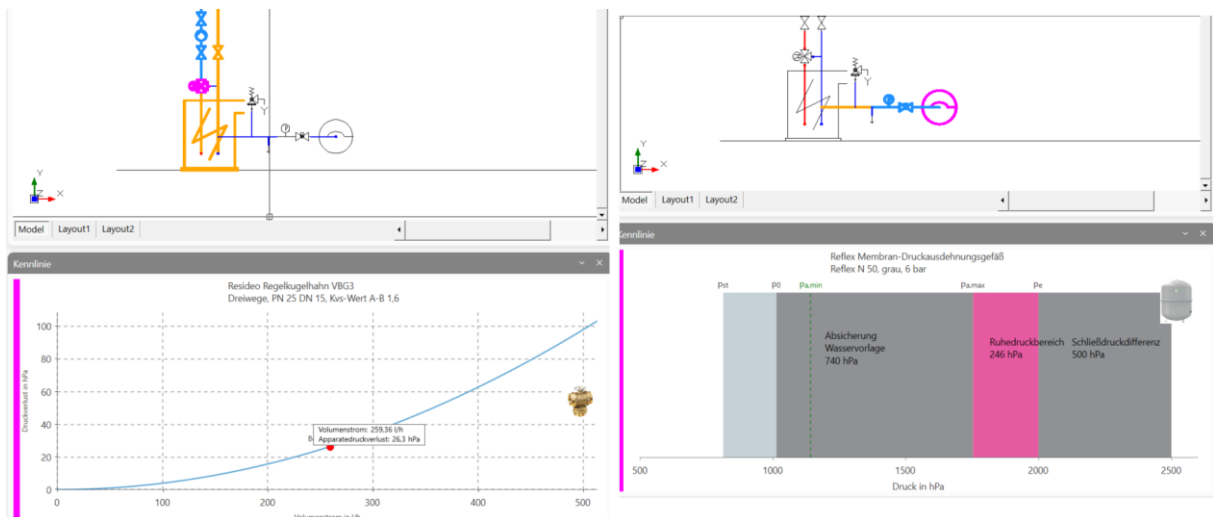 Y
X
Z
Model Layout1 Layout2
Kennlinie
Resideo Regelkugelhahn VBG3
Dreiwege, PN 25 DN 15, Kvs-Wert A-B 1,6
Druckverlust in hPa
100
80
60
40
20
0
Volumenstrom: 259.36 l/h
Apparatedruckverlust: 26.3 hPa
0 100 200 300 400 500
Volumenstrom in l/h
Y
X
Z
Model Layout1 Layout2
Kennlinie
Reflex Membran-Druckausdehnungsgefäß
Reflex N 50, grau, 6 bar
pst p0 pa.min pa.max pe
Absicherung
Wasservorlage
740 hPa
Ruhedruckbereich
246 hPa
Schließdruckdifferenz
500 hPa
500 1000 1500 2000 2500
Druck in hPa